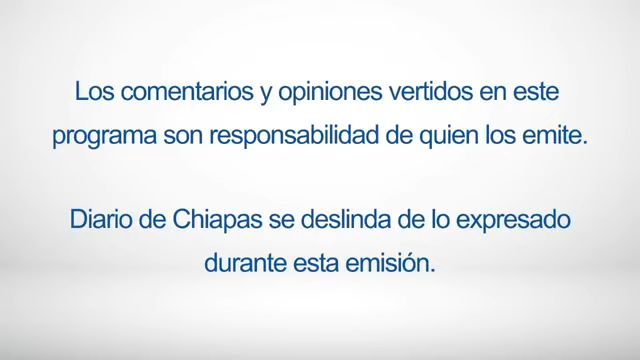 Los comentarios y opiniones vertidos en este
programa son responsabilidad de quien los emite.
Diario de Chiapas se deslinda de lo expresado
durante esta emisión.